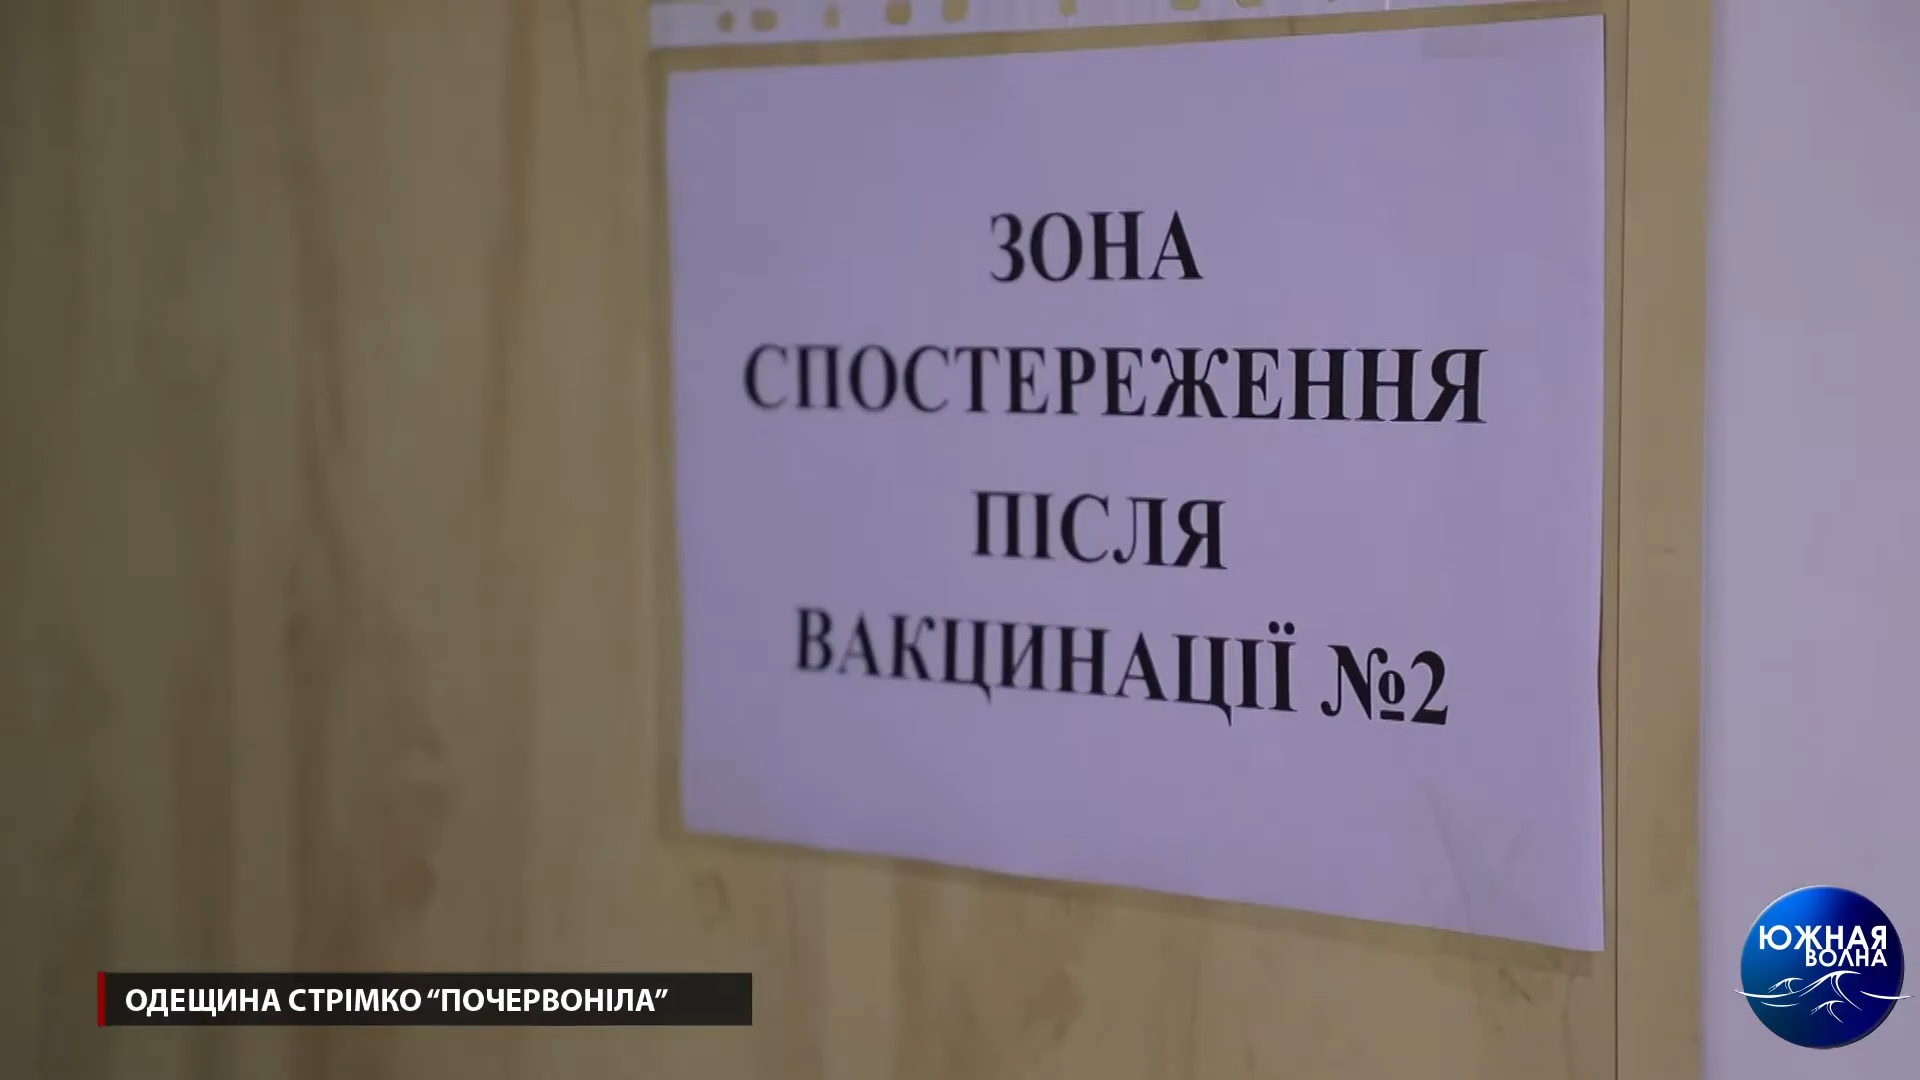 ЗОНА
СПОСТЕРЕЖЕННЯ
ПІСЛЯ
ВАКЦИНАЦІЇ №2
ОДЕЩИНА СТРІМКО “ПОЧЕРВОНІЛА”
ЮЖНАЯ
ВОЛНА